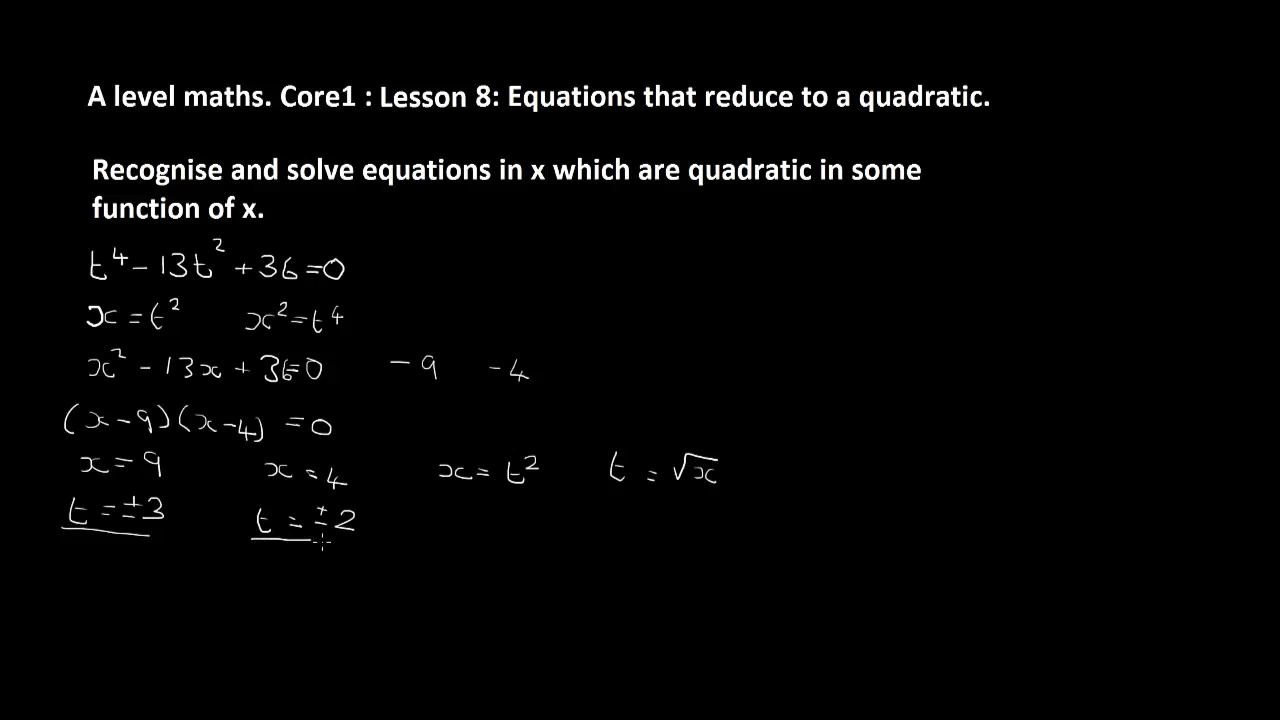 A level maths. Core1 : Lesson 8: Equations that reduce to a quadratic.
Recognise and solve equations in x which are quadratic in some
function of x.
t⁴ − 13t² + 36 = 0
x = t² x² = t⁴
x² − 13x + 36 = 0 − 9 − 4
(x − 9)(x − 4) = 0
x = 9 x = 4 x = t² t = √x
t = ±3 t = ±2